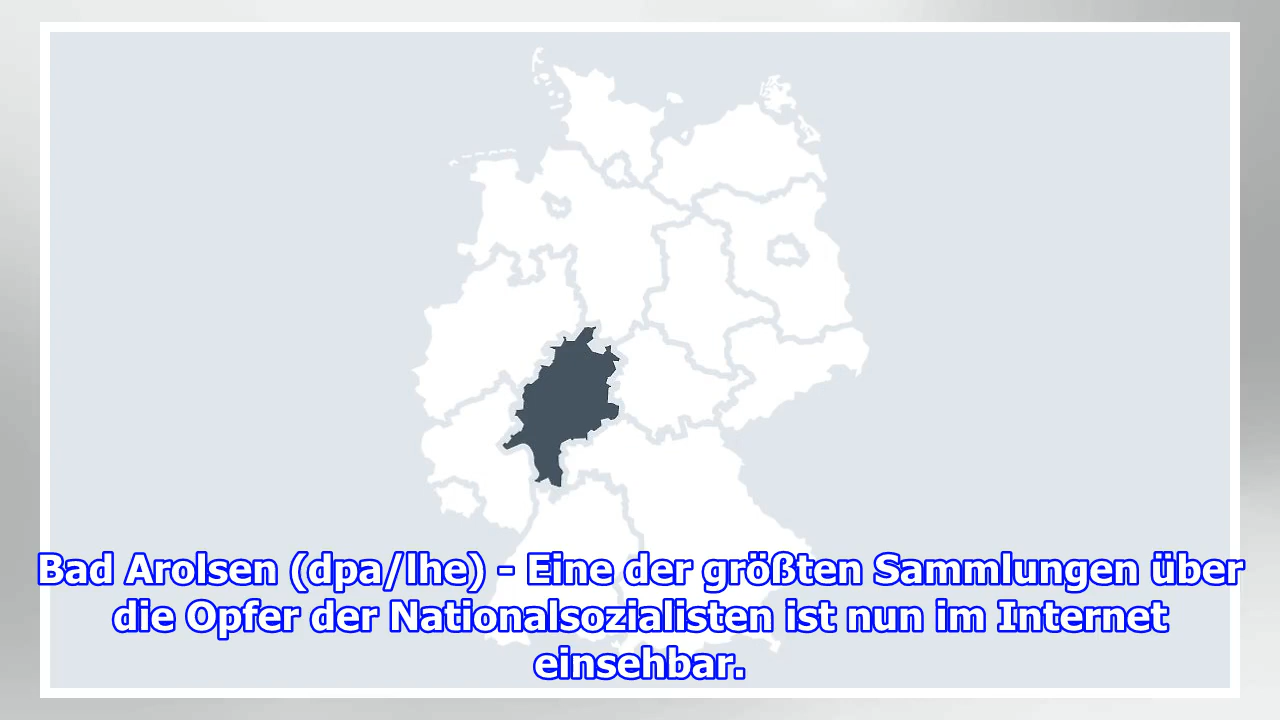 Bad Arolsen (dpa/lhe) - Eine der größten Sammlungen über
die Opfer der Nationalsozialisten ist nun im Internet
einsehbar.